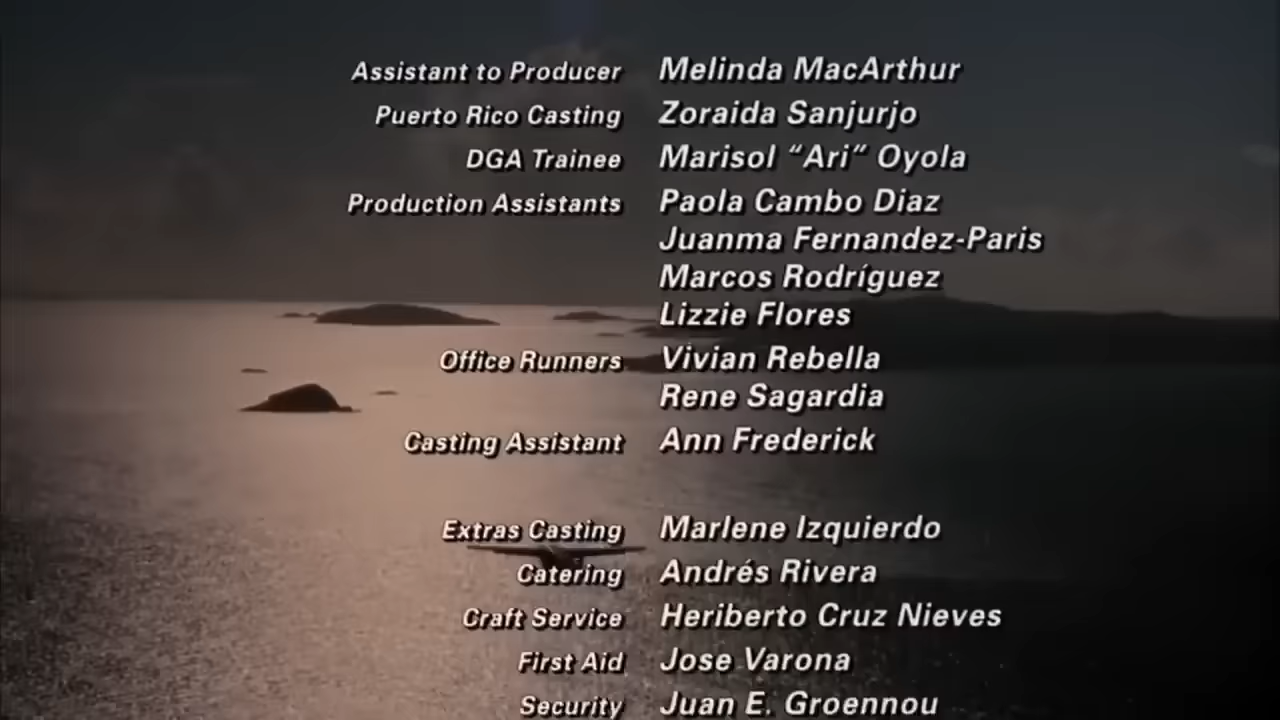 Assistant to Producer Melinda MacArthur
Puerto Rico Casting Zoraida Sanjurjo
DGA Trainee Marisol “Ari” Oyola
Production Assistants Paola Cambo Diaz
Juanma Fernandez-Paris
Marcos Rodríguez
Lizzie Flores
Office Runners Vivian Rebella
Rene Sagardia
Casting Assistant Ann Frederick
Extras Casting Marlene Izquierdo
Catering Andrés Rivera
Craft Service Heriberto Cruz Nieves
First Aid Jose Varona
Security Juan E. Groennou